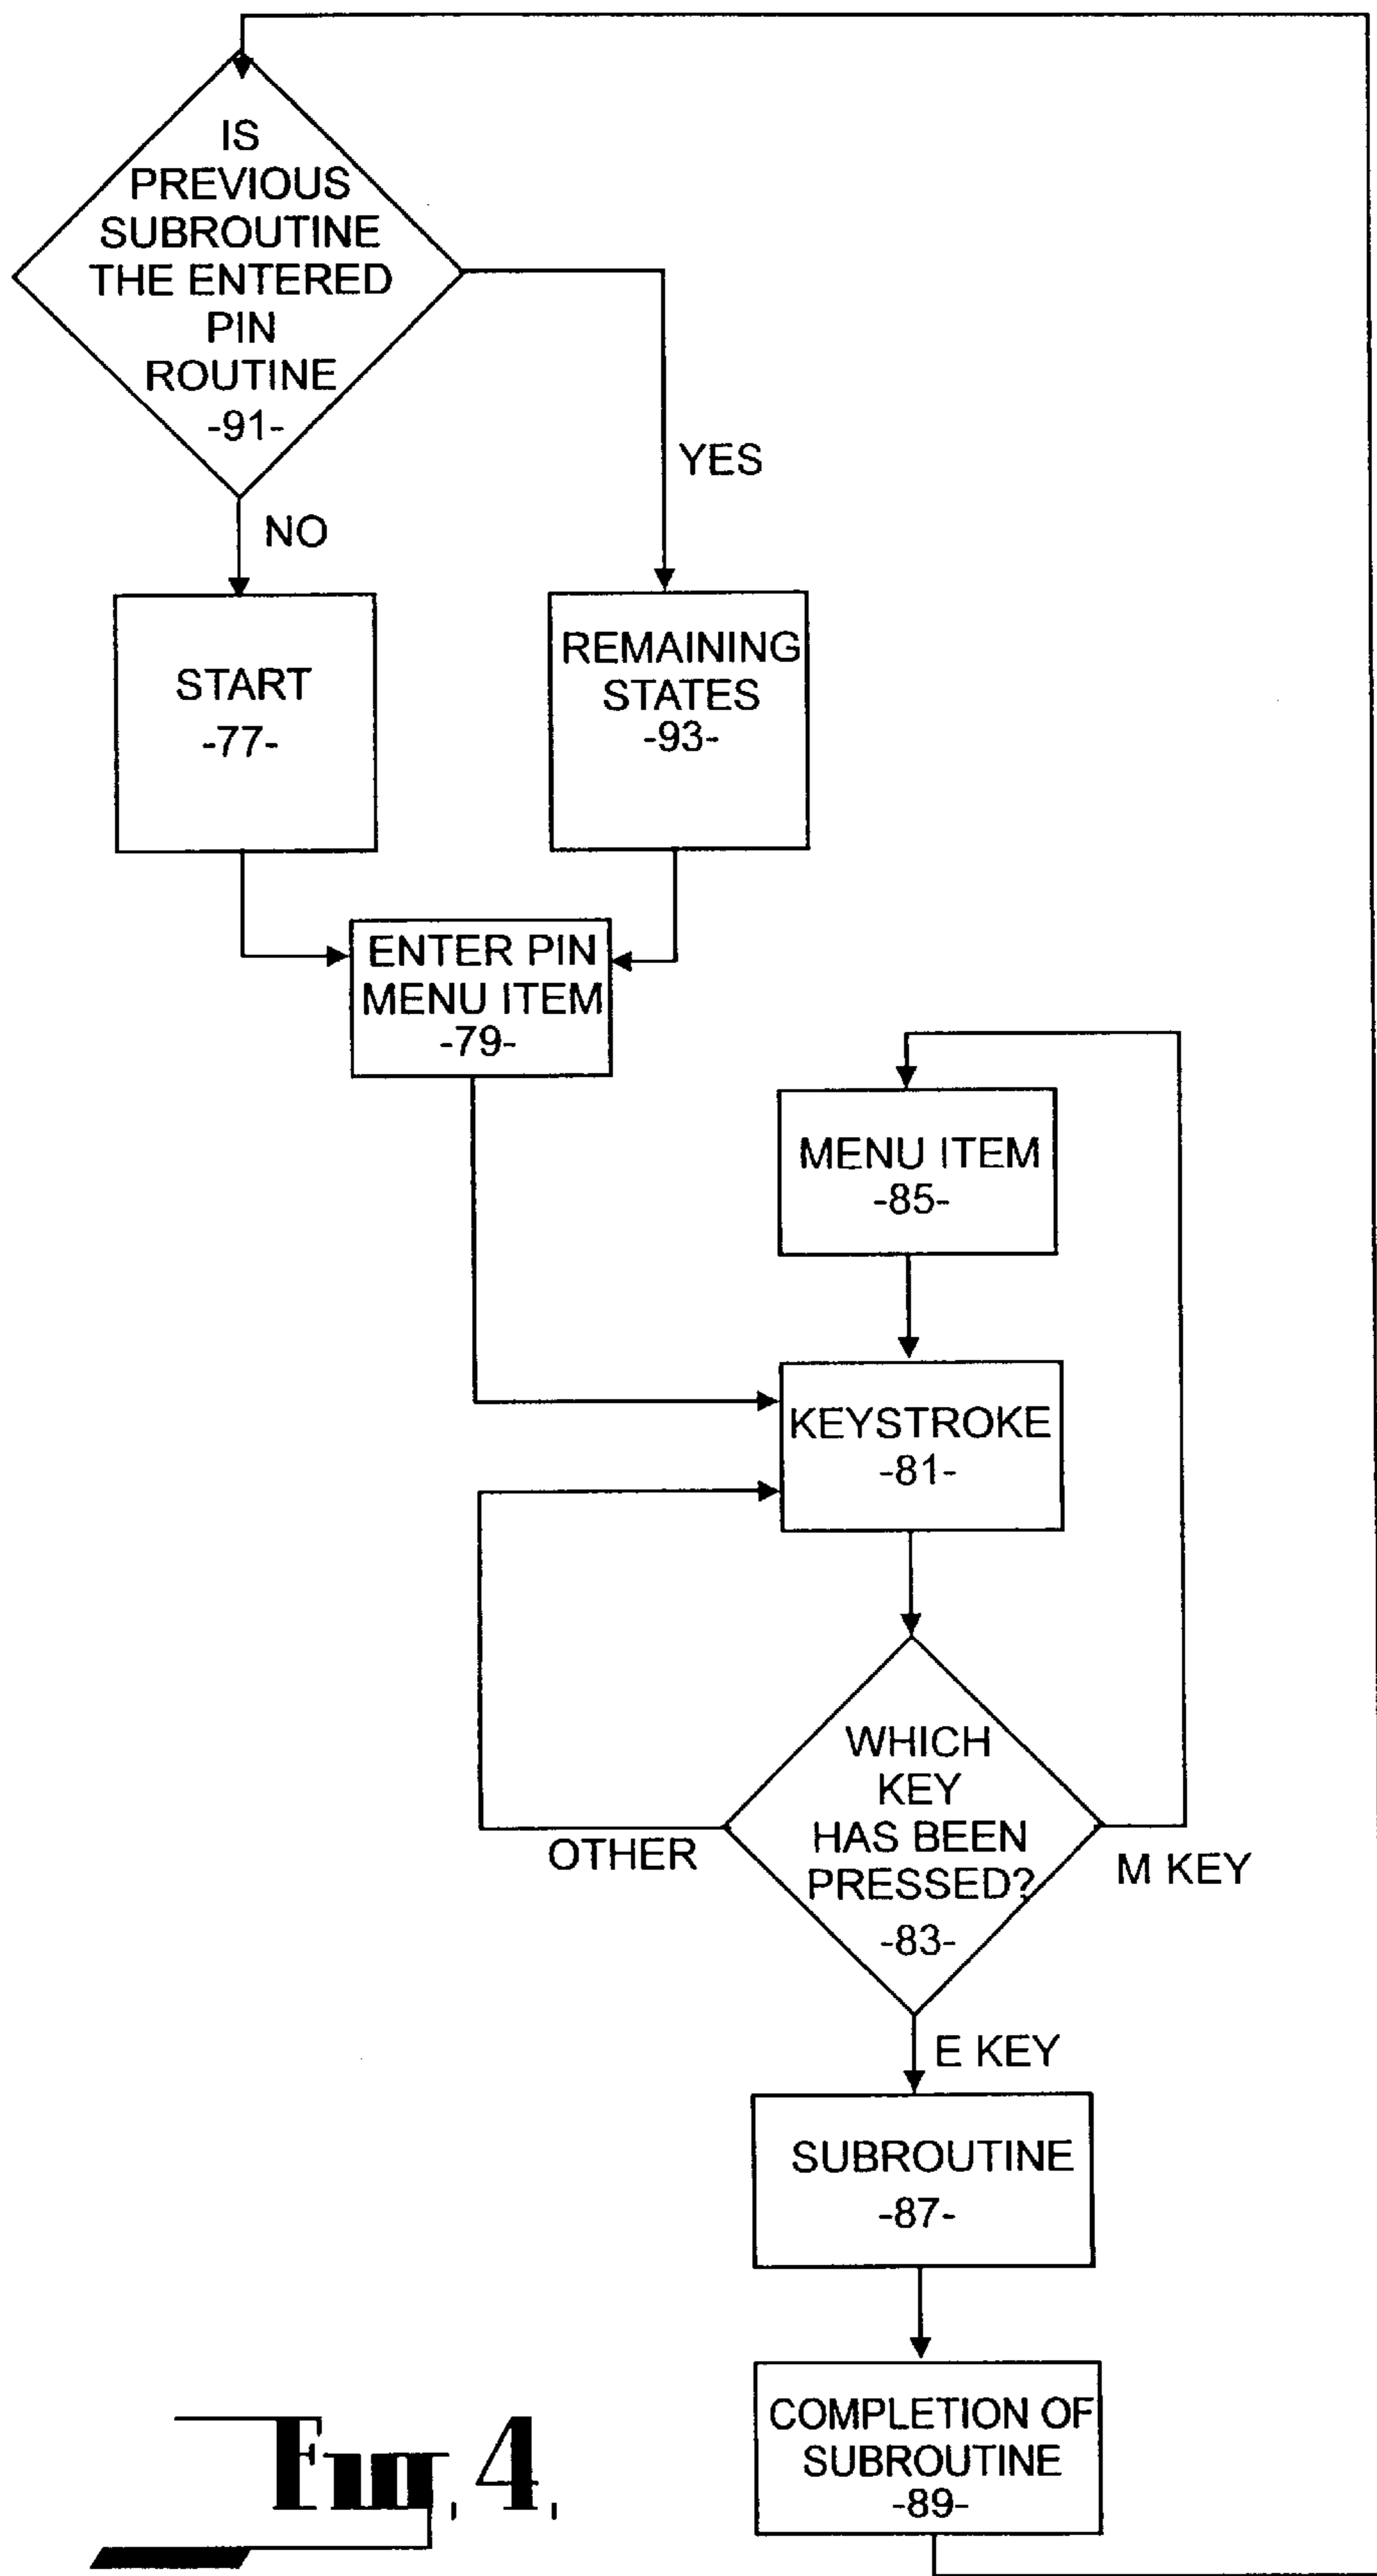 IS
PREVIOUS
SUBROUTINE
THE ENTERED
PIN
ROUTINE
-91-
YES
NO
START
-77-
REMAINING
STATES
-93-
ENTER PIN
MENU ITEM
-79-
MENU ITEM
-85-
KEYSTROKE
-81-
WHICH
KEY
HAS BEEN
PRESSED?
-83-
OTHER
M KEY
E KEY
SUBROUTINE
-87-
COMPLETION OF
SUBROUTINE
-89-
Fig. 4.